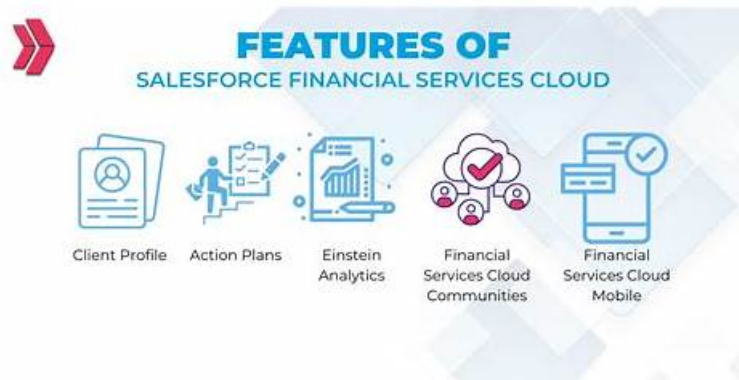 FEATURES OF
SALESFORCE FINANCIAL SERVICES CLOUD
Client Profile
Action Plans
Einstein
Analytics
Financial
Services Cloud
Communities
Financial
Services Cloud
Mobile